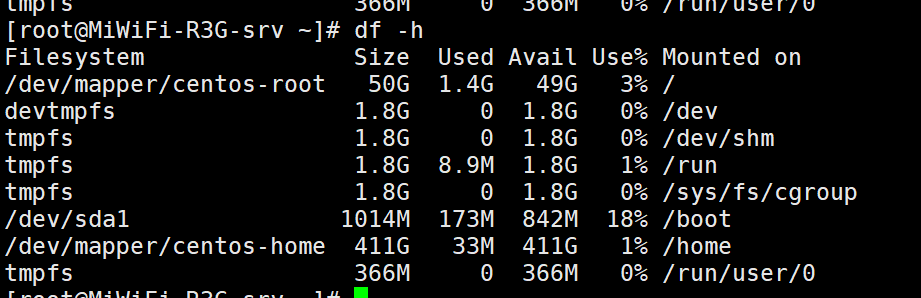 tmpfs                     366M     0  366M   0% /run/user/0
[root@MiWiFi-R3G-srv ~]# df -h
Filesystem               Size  Used Avail Use% Mounted on
/dev/mapper/centos-root   50G  1.4G   49G   3% /
devtmpfs                 1.8G     0  1.8G   0% /dev
tmpfs                    1.8G     0  1.8G   0% /dev/shm
tmpfs                    1.8G  8.9M  1.8G   1% /run
tmpfs                    1.8G     0  1.8G   0% /sys/fs/cgroup
/dev/sda1               1014M  173M  842M  18% /boot
/dev/mapper/centos-home  411G   33M  411G   1% /home
tmpfs                    366M     0  366M   0% /run/user/0
[root@MiWiFi-R3G-srv ~]#